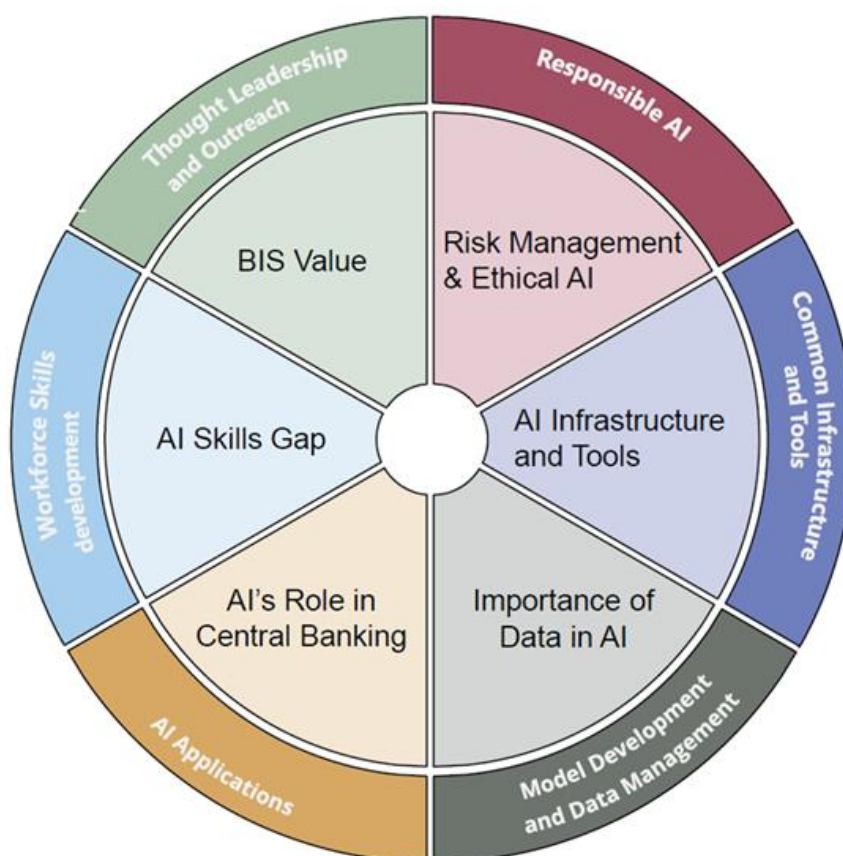 Thought Leadership
and Outreach
Responsible AI
BIS Value
Risk Management
& Ethical AI
Workforce Skills
development
AI Skills Gap
AI Infrastructure
and Tools
Common Infrastructure
and Tools
AI's Role in
Central Banking
Importance of
Data in AI
AI Applications
Model Development
and Data Management